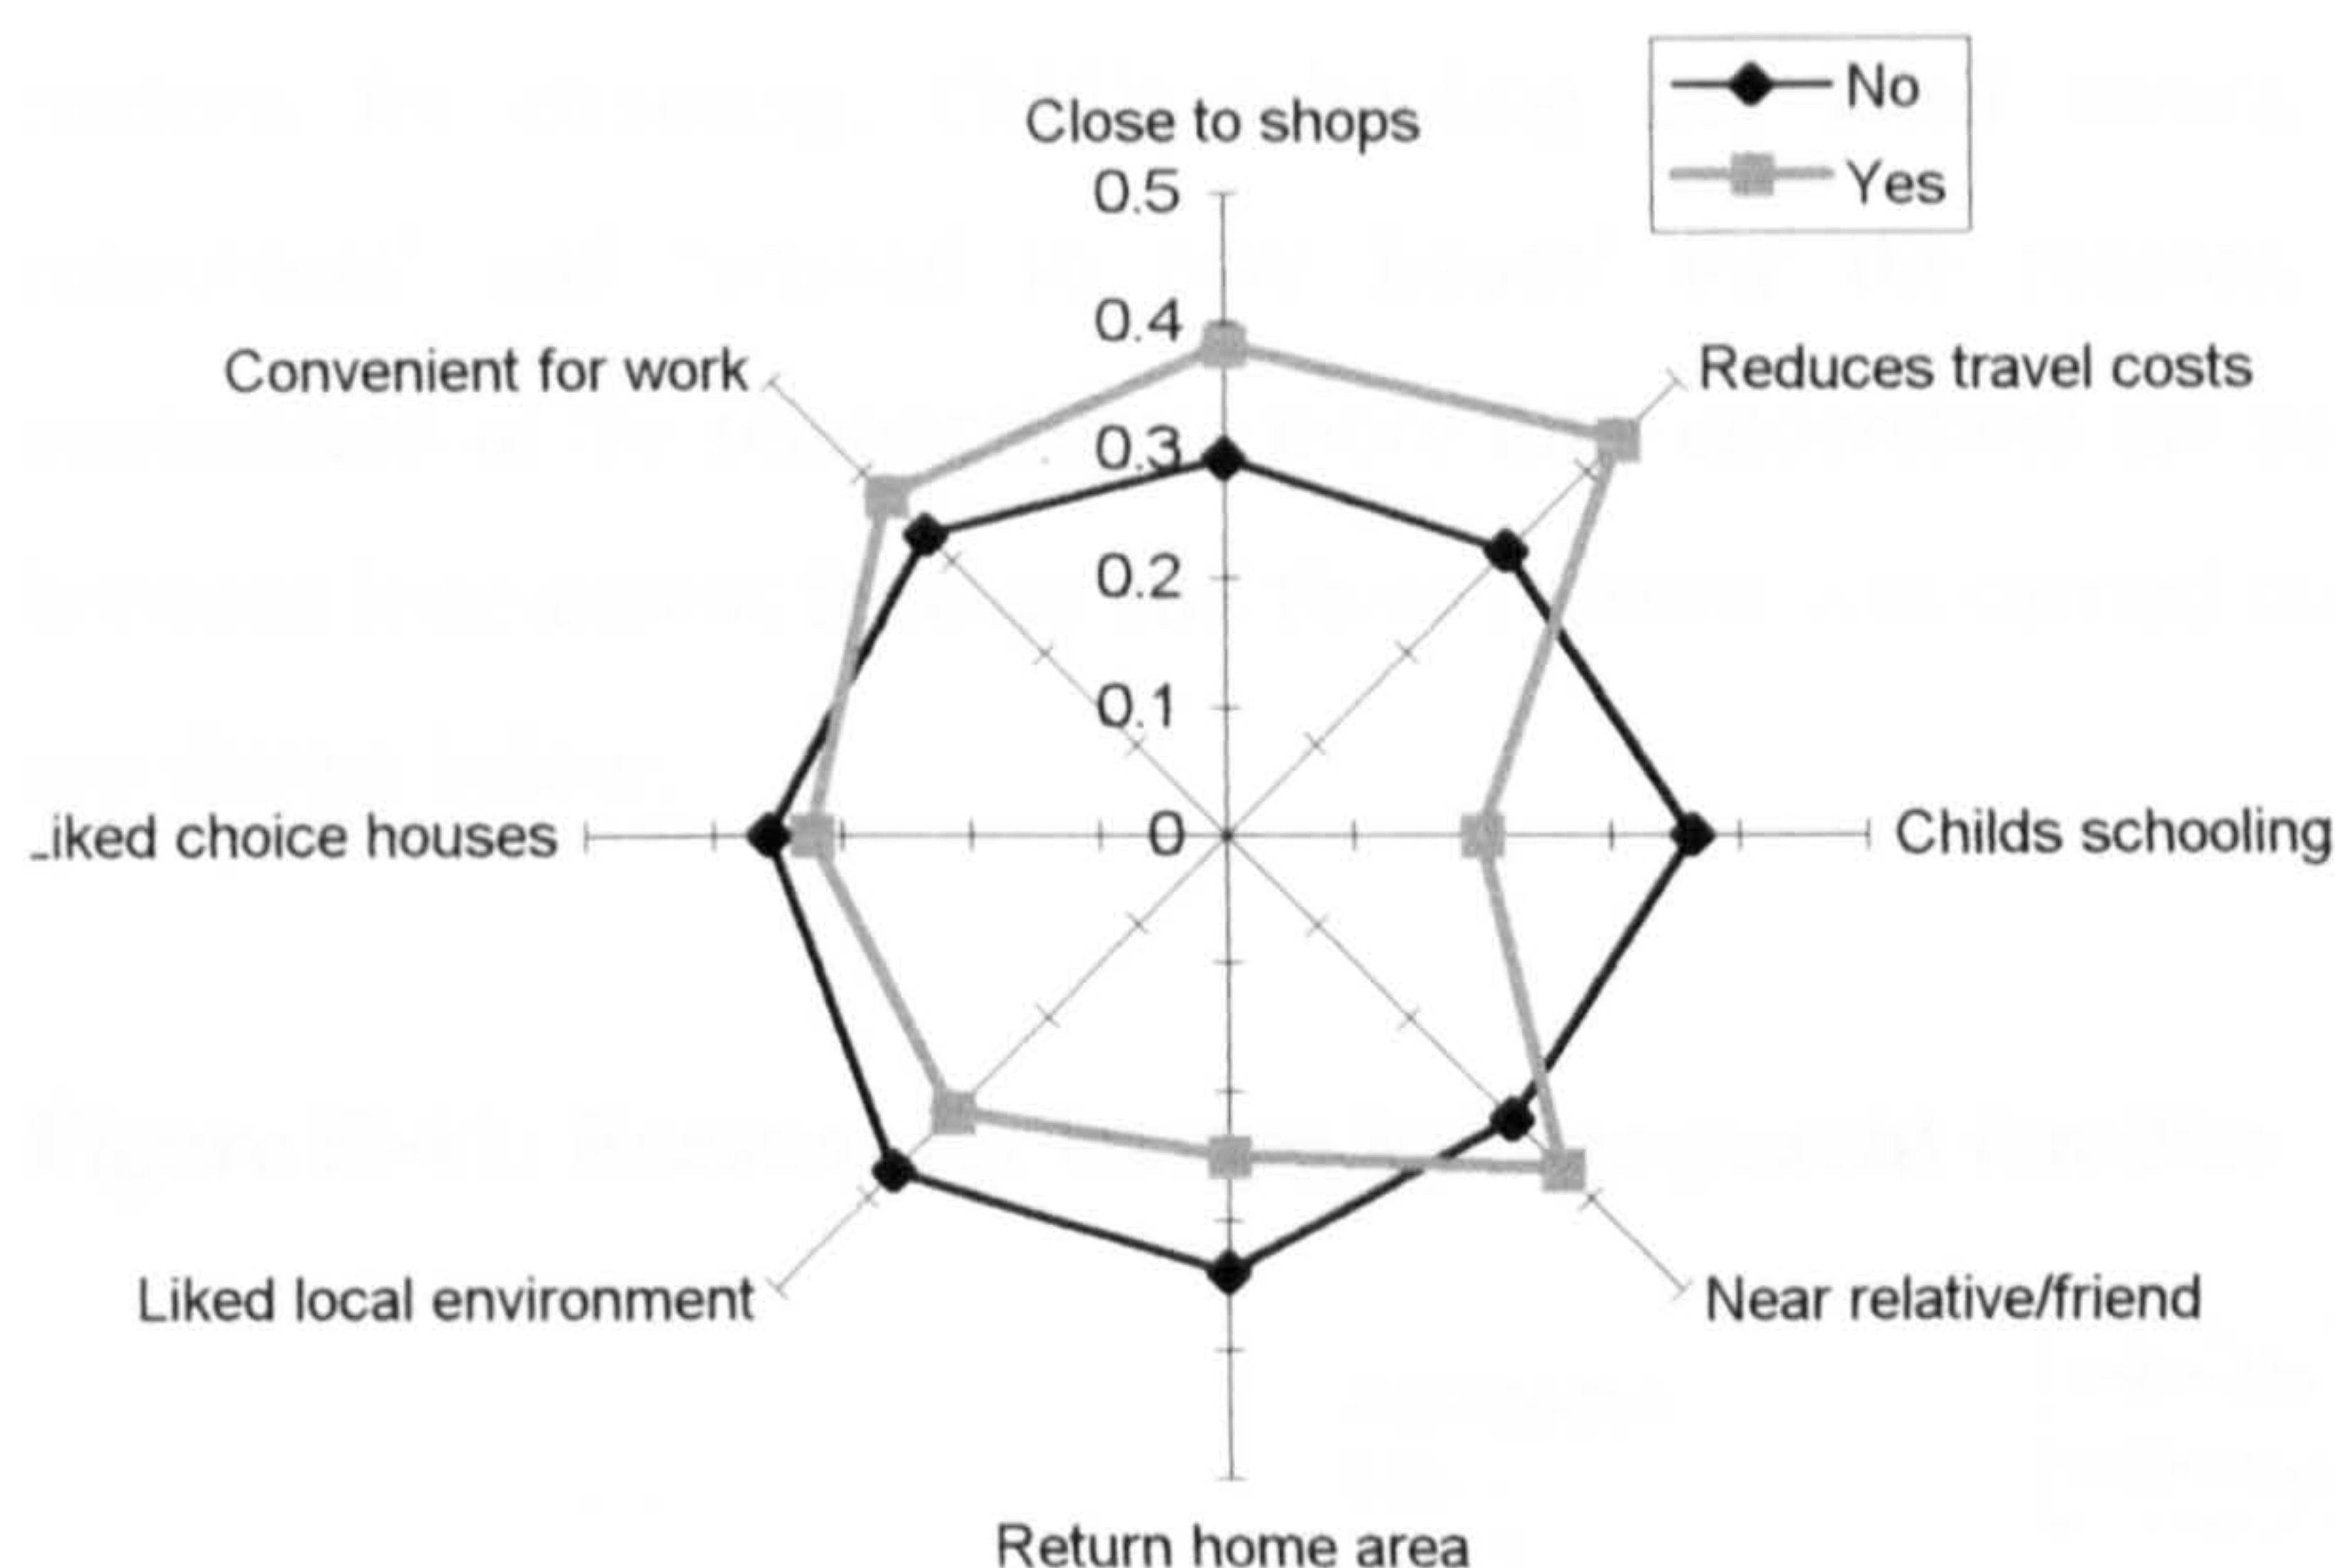 No
Close to shops
0.5
Yes
0.4
Convenient for work
Reduces travel costs
0.3
0.2
0.1
iked choice houses
0
Childs schooling
Liked local environment
Near relative/friend
Return home area